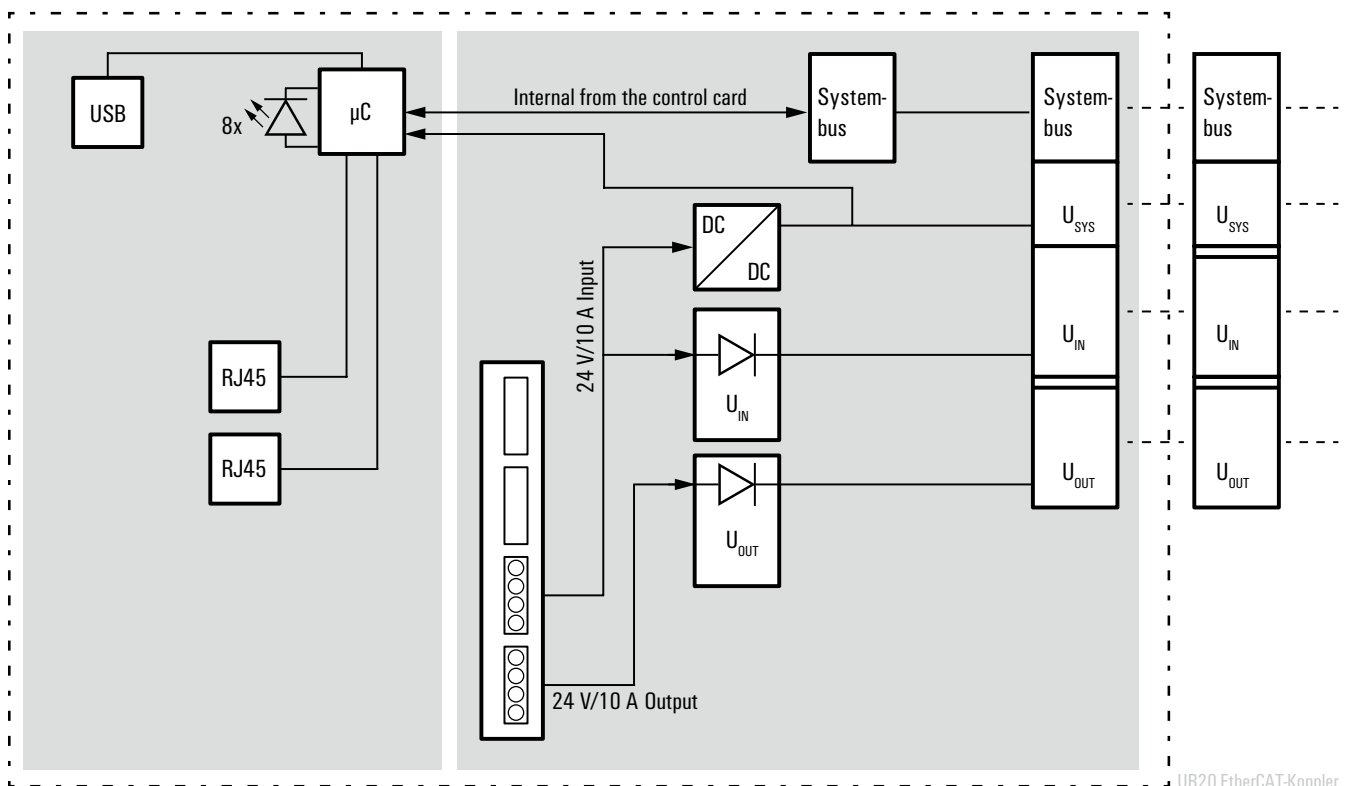 USB
8x
µC
Internal from the control card
System-
bus
System-
bus
System-
bus
DC
DC
U_SYS
U_SYS
24 V/10 A Input
RJ45
U_IN
U_IN
U_IN
RJ45
U_OUT
U_OUT
U_OUT
24 V/10 A Output
UR20 EtherCAT-Koppler